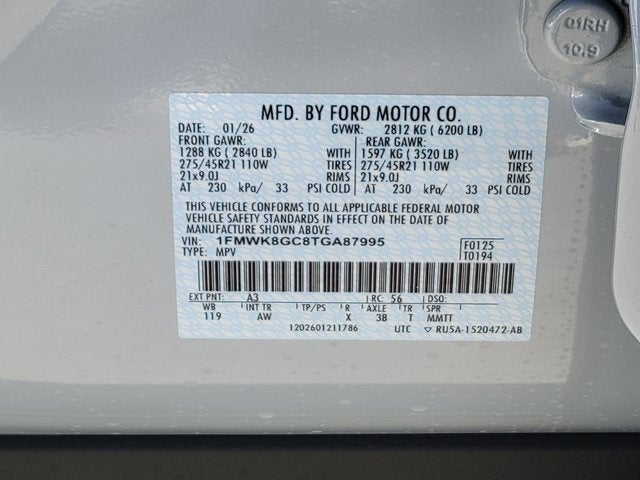 01RH
10.9
MFD. BY FORD MOTOR CO.
DATE: 01/26 GVWR: 2812 KG ( 6200 LB)
FRONT GAWR: REAR GAWR:
1288 KG ( 2840 LB) WITH 1597 KG ( 3520 LB) WITH
275/45R21 110W TIRES 275/45R21 110W TIRES
21x9.0J RIMS 21x9.0J RIMS
AT 230 kPa/ 33 PSI COLD AT 230 kPa/ 33 PSI COLD
THIS VEHICLE CONFORMS TO ALL APPLICABLE FEDERAL MOTOR
VEHICLE SAFETY STANDARDS IN EFFECT ON THE DATE OF
MANUFACTURE SHOWN ABOVE.
VIN: 1FMWK8GC8TGA87995 F0125
TYPE: MPV T0194
EXT PNT: A3 RC: 56 DSO:
WB INT TR TP/PS R AXLE TR SPR
119 AW X 3B T MMTT
1202601211786 UTC ▽ RU5A-1520472-AB